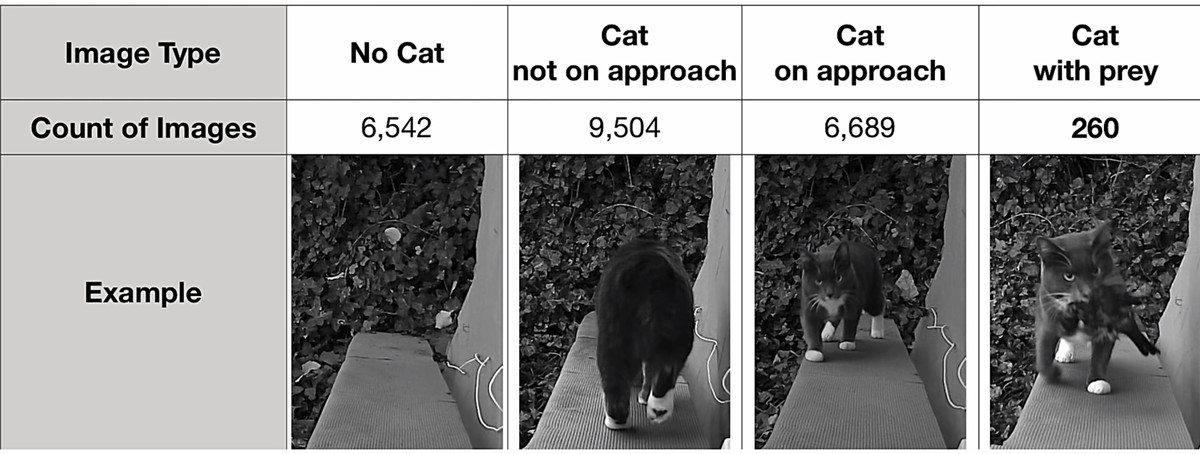 Image Type
No Cat
Cat
not on approach
Cat
on approach
Cat
with prey
Count of Images
6,542
9,504
6,689
260
Example